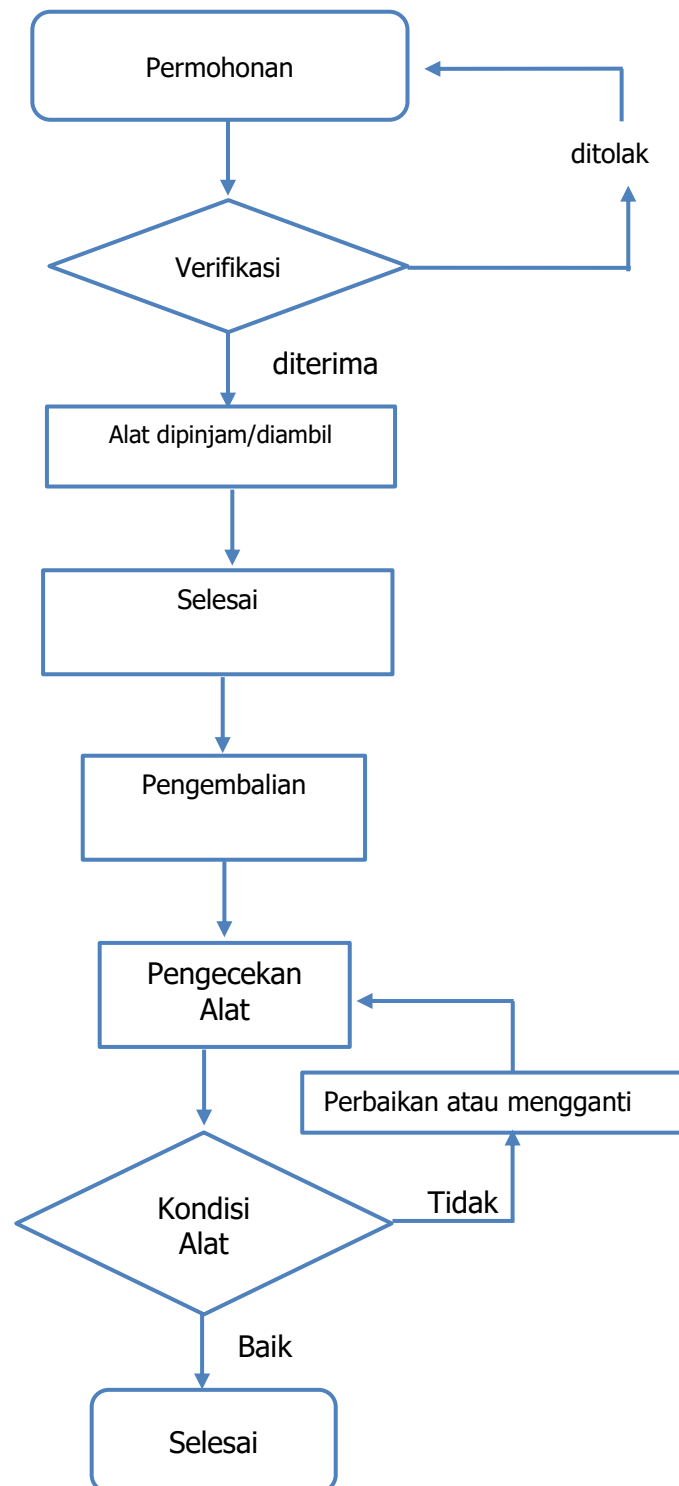 Permohonan
ditolak
Verifikasi
diterima
Alat dipinjam/diambil
Selesai
Pengembalian
Pengecekan
Alat
Perbaikan atau mengganti
Kondisi
Alat
Tidak
Baik
Selesai